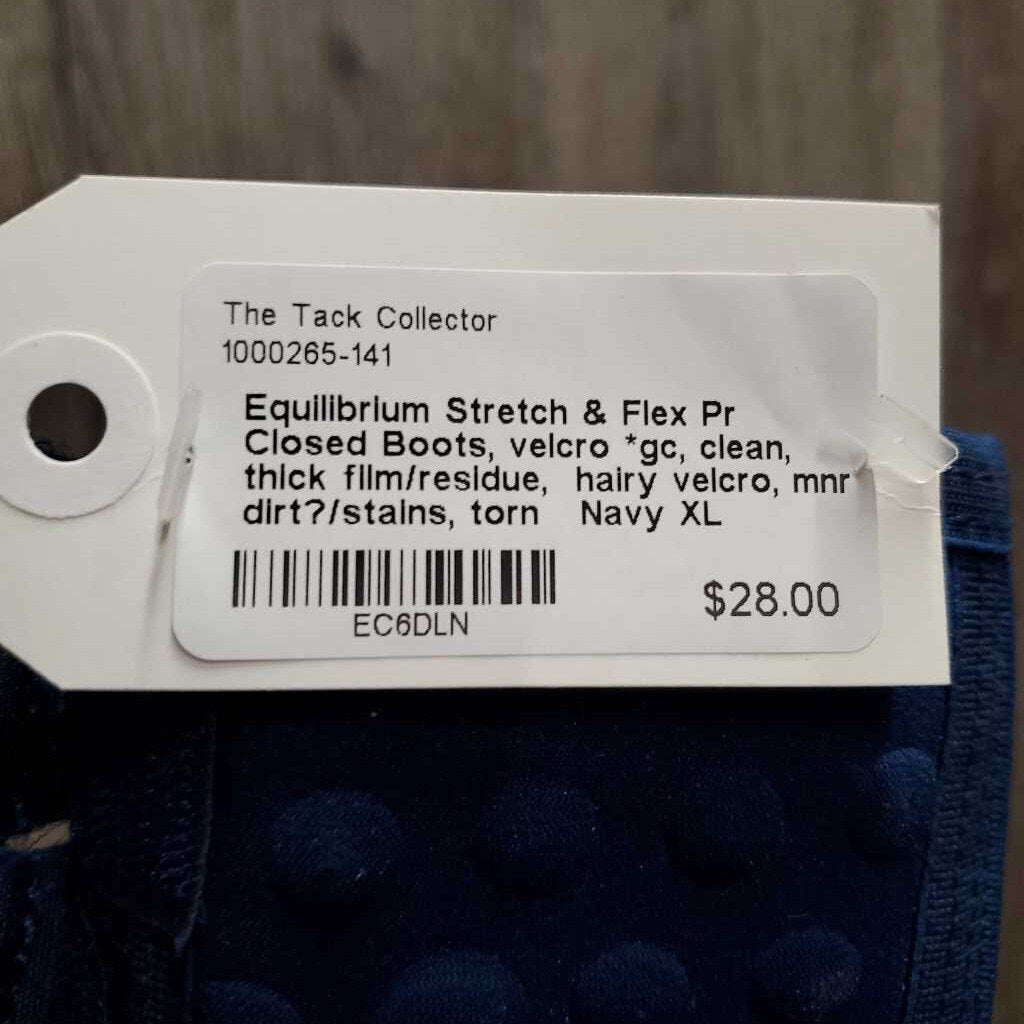 The Tack Collector
1000265-141
Equilibrium Stretch & Flex Pr
Closed Boots, velcro *gc, clean,
thick film/residue, hairy velcro, mnr
dirt?/stains, torn Navy XL
EC6DLN
$28.00